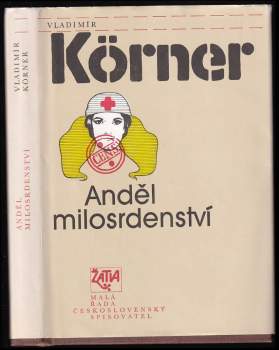 VLADIMÍR
KÖRNER
ANDĚL
MILOSRDENSTVÍ
VLADIMÍR
Körner
Anděl
milosrdenství
ŽATVA
MALÁ
ŘADA
ČESKOSLOVENSKÝ
SPISOVATEL